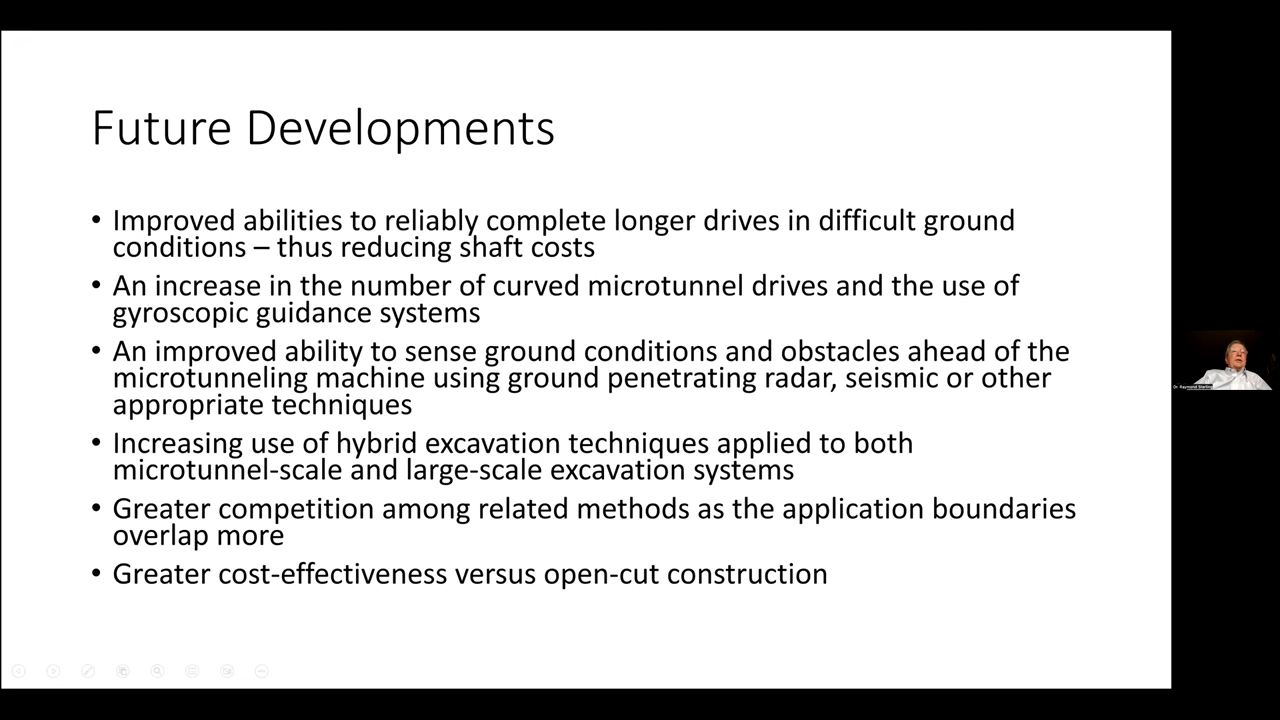 Future Developments
• Improved abilities to reliably complete longer drives in difficult ground
conditions – thus reducing shaft costs
• An increase in the number of curved microtunnel drives and the use of
gyroscopic guidance systems
• An improved ability to sense ground conditions and obstacles ahead of the
microtunneling machine using ground penetrating radar, seismic or other
appropriate techniques
• Increasing use of hybrid excavation techniques applied to both
microtunnel-scale and large-scale excavation systems
• Greater competition among related methods as the application boundaries
overlap more
• Greater cost-effectiveness versus open-cut construction
Dr. Raymond Sterling